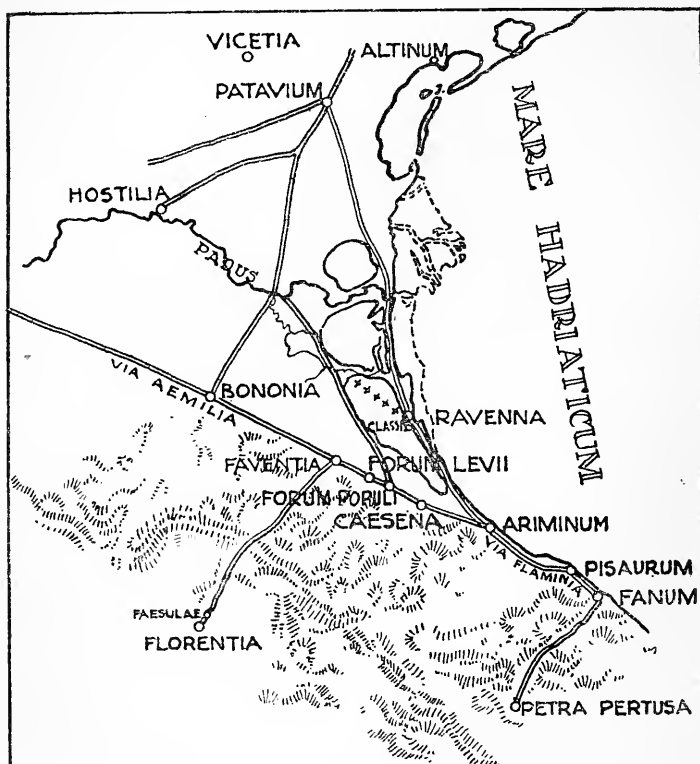 VICETIA
ALTINUM
PATAVIUM
MARE HADRIATICUM
HOSTILIA
PADUS
VIA AEMILIA
BONONIA
RAVENNA
CLASSIS
FAVENTIA
FORUM LEVII
FORUM POPULI
CAESENA
ARIMINUM
VIA FLAMINIA
PISAURUM
FANUM
FAESULAE
FLORENTIA
PETRA PERTUSA